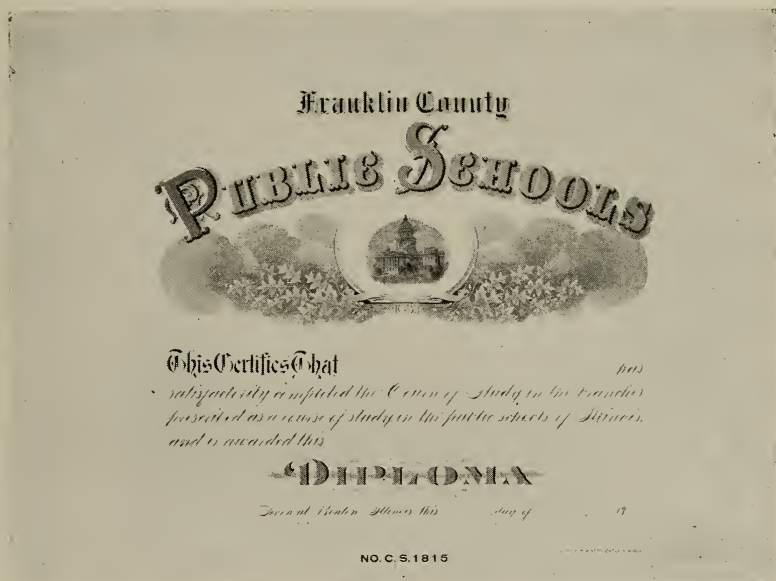 Franklin County
PUBLIC SCHOOLS
This Certifies That has
satisfactorily completed the Course of study in the branches
prescribed as a course of study in the public schools of Illinois,
and is awarded this
DIPLOMA
Given at Benton Illinois this day of 19
NO. C. S. 1815